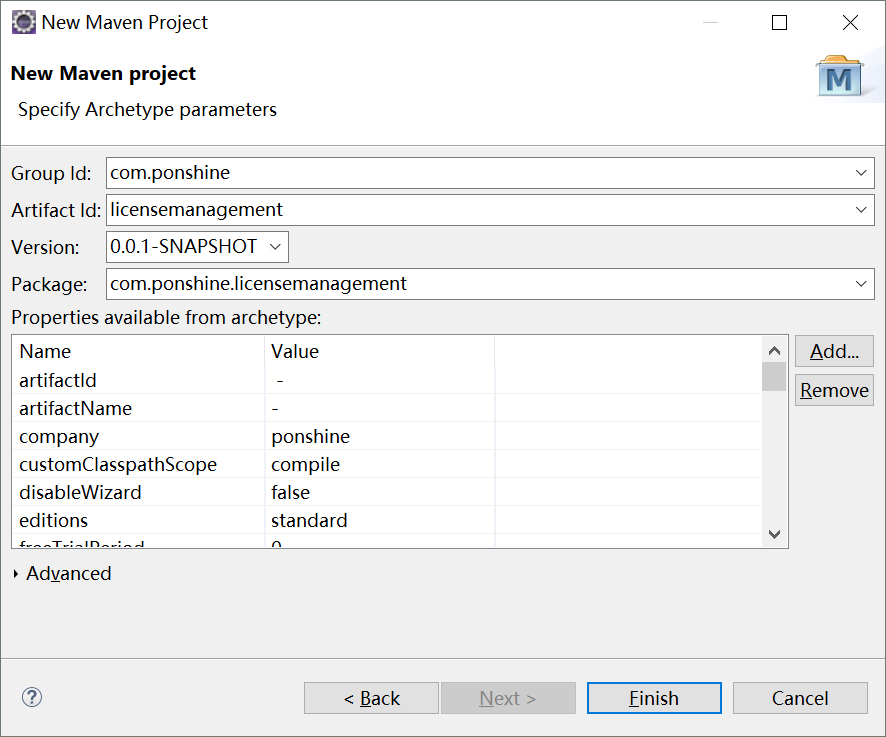 New Maven Project
New Maven project
Specify Archetype parameters
M
Group Id: com.ponshine
Artifact Id: licensemanagement
Version: 0.0.1-SNAPSHOT
Package: com.ponshine.licensemanagement
Properties available from archetype:
Name Value Add...
artifactId -
Remove
artifactName -
company ponshine
customClasspathScope compile
disableWizard false
editions standard
freeTrialPeriod 0
Advanced
? < Back Next > Finish Cancel